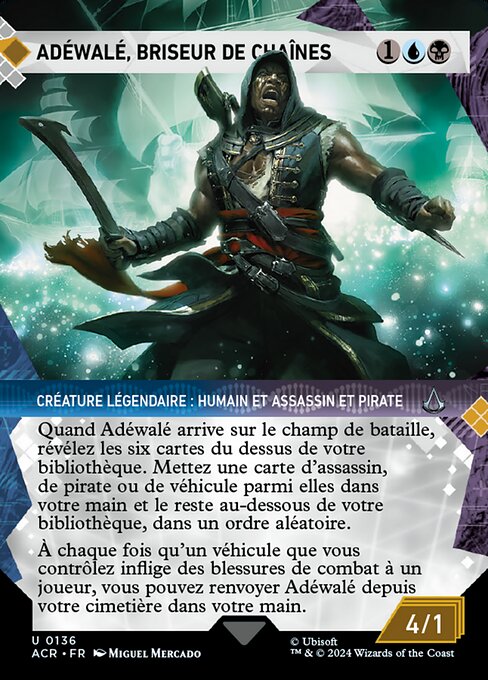 ADÉWALÉ, BRISEUR DE CHAÎNES 1
CRÉATURE LÉGENDAIRE : HUMAIN ET ASSASSIN ET PIRATE
Quand Adéwalé arrive sur le champ de bataille,
révélez les six cartes du dessus de votre
bibliothèque. Mettez une carte d'assassin,
de pirate ou de véhicule parmi elles dans
votre main et le reste au-dessous de votre
bibliothèque, dans un ordre aléatoire.
À chaque fois qu'un véhicule que vous
contrôlez inflige des blessures de combat à un
joueur, vous pouvez renvoyer Adéwalé depuis
votre cimetière dans votre main.
4/1
U 0136
ACR • FR Miguel Mercado
© Ubisoft
™ & © 2024 Wizards of the Coast